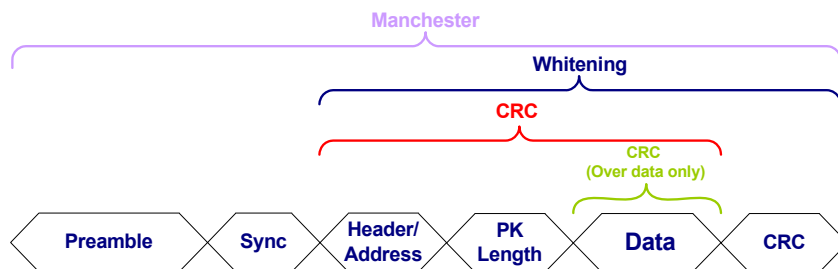 Manchester
Whitening
CRC
CRC
(Over data only)
Preamble
Sync
Header/
Address
PK
Length
Data
CRC